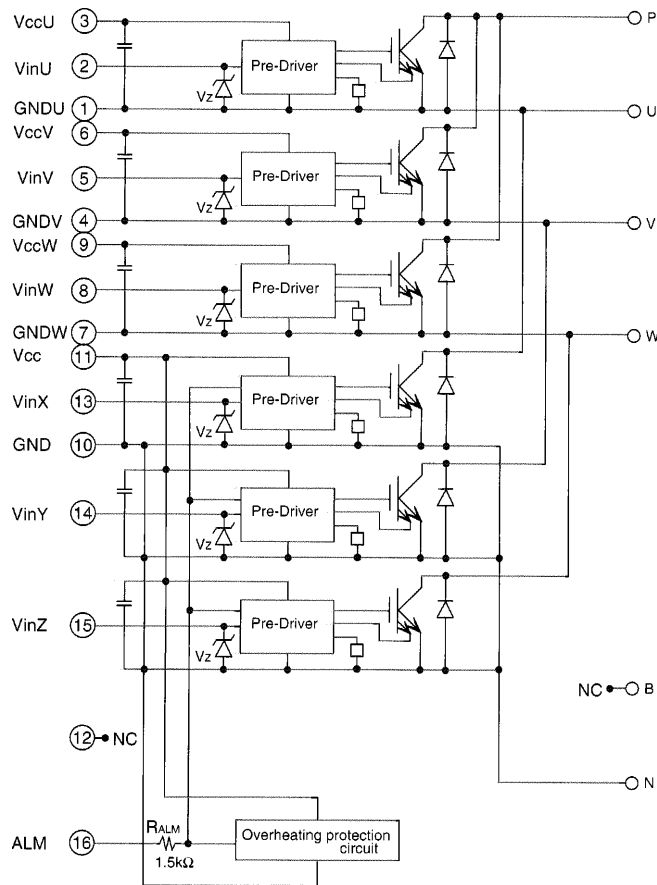 VccU 3 P
VinU 2 Vz Pre-Driver
GNDU 1 U
VccV 6
VinV 5 Vz Pre-Driver
GNDV 4 V
VccW 9
VinW 8 Vz Pre-Driver
GNDW 7 W
Vcc 11
VinX 13 Vz Pre-Driver
GND 10
VinY 14 Vz Pre-Driver
VinZ 15 Vz Pre-Driver
NC B
12 NC
N
ALM 16 RALM 1.5kΩ
Overheating protection
circuit